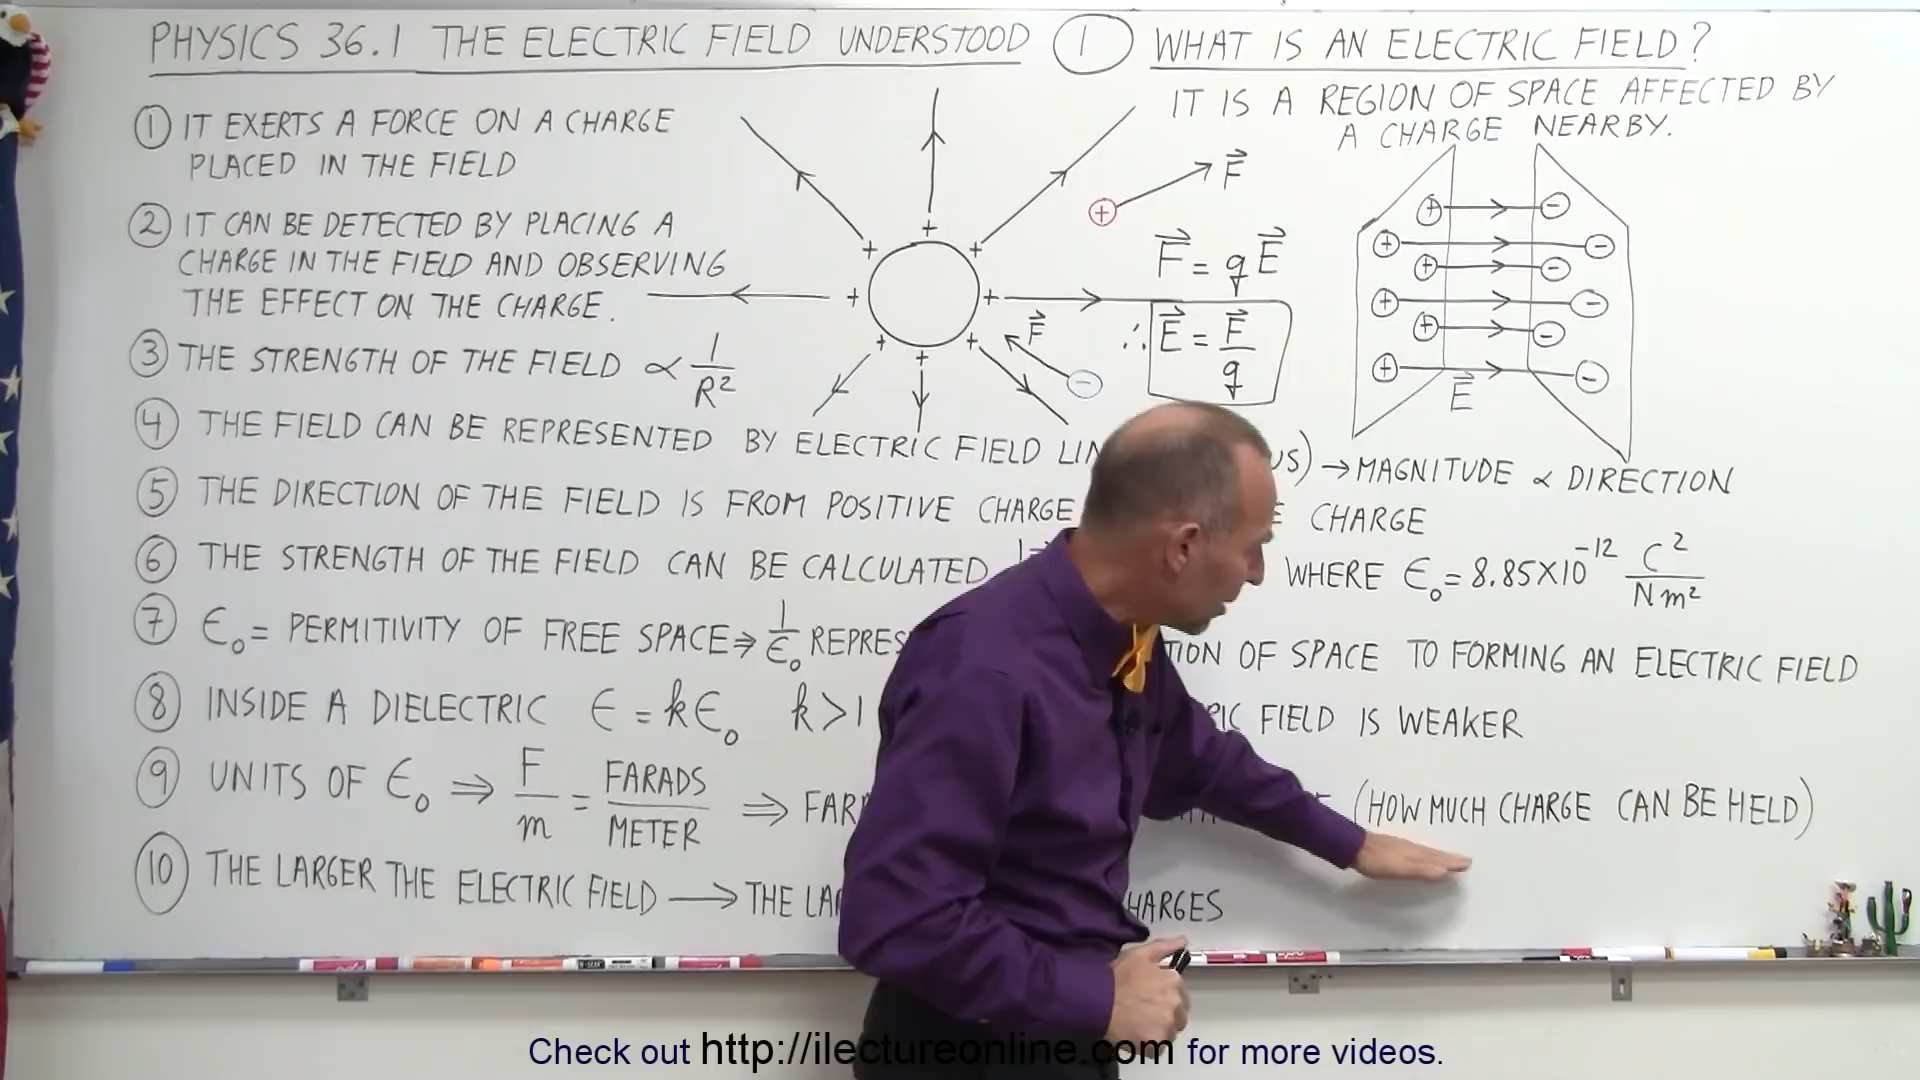 PHYSICS 36.1 THE ELECTRIC FIELD UNDERSTOOD 1 WHAT IS AN ELECTRIC FIELD?
IT IS A REGION OF SPACE AFFECTED BY
A CHARGE NEARBY.
① IT EXERTS A FORCE ON A CHARGE
PLACED IN THE FIELD
② IT CAN BE DETECTED BY PLACING A
CHARGE IN THE FIELD AND OBSERVING
THE EFFECT ON THE CHARGE.
③ THE STRENGTH OF THE FIELD ∝ 1/R²
+ + +
+ +
+ + +
+ F⃗
F⃗ −
F⃗ = qE⃗
∴ E⃗ = F⃗/q
+ −
+ −
+ −
+ −
+ −
+ −
E⃗
④ THE FIELD CAN BE REPRESENTED BY ELECTRIC FIELD → MAGNITUDE ∝ DIRECTION
⑤ THE DIRECTION OF THE FIELD IS FROM POSITIVE CHARGE CHARGE
⑥ THE STRENGTH OF THE FIELD CAN BE CALCULATED WHERE ϵ₀ = 8.85X10⁻¹² C²/Nm²
⑦ ϵ₀ = PERMITIVITY OF FREE SPACE ⇒ 1/ϵ₀ OF SPACE TO FORMING AN ELECTRIC FIELD
⑧ INSIDE A DIELECTRIC ϵ = kϵ₀ k>1 FIELD IS WEAKER
⑨ UNITS OF ϵ₀ ⇒ F/m = FARADS/METER ⇒ (HOW MUCH CHARGE CAN BE HELD)
⑩ THE LARGER THE ELECTRIC FIELD → THE CHARGES
Check out http://ilectureonline.com for more videos.